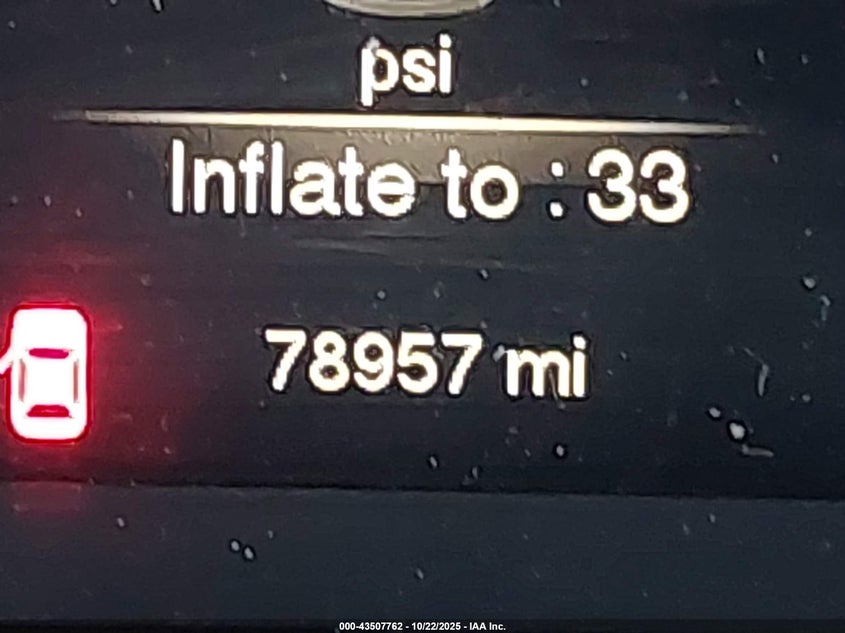 psi
Inflate to : 33
78957 mi
000-43507762 - 10/22/2025 - IAA Inc.